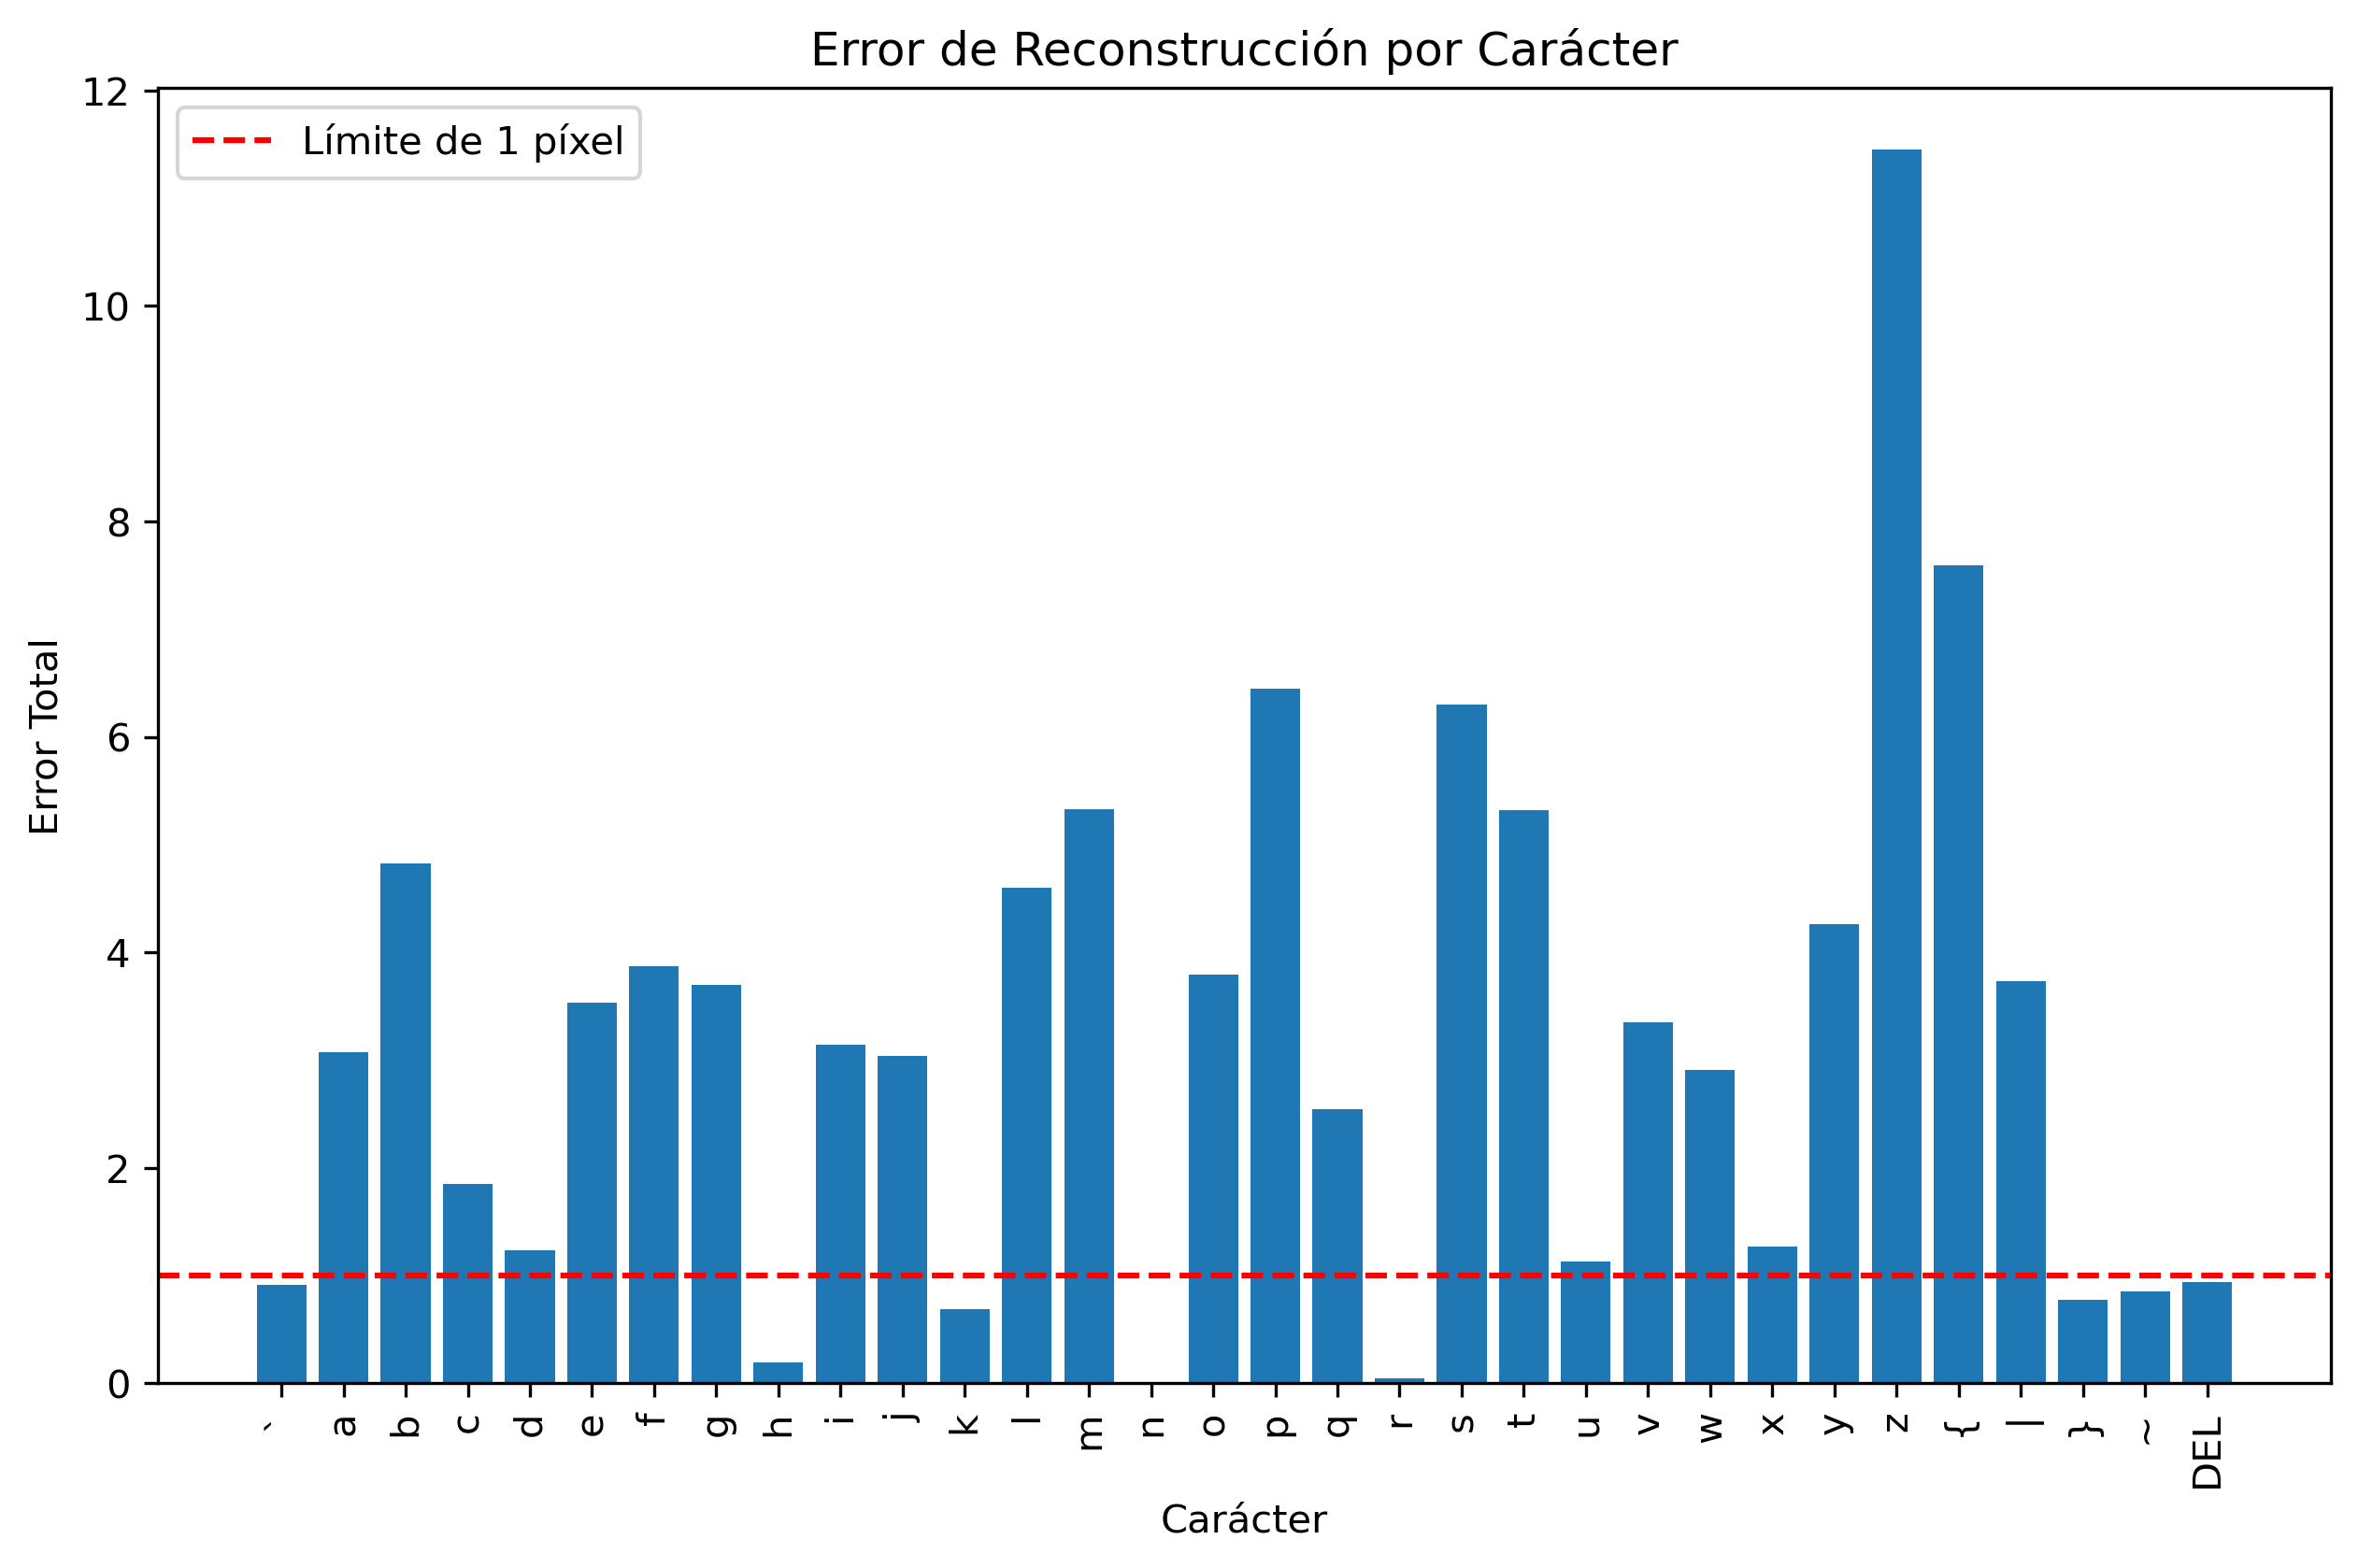 Error de Reconstrucción por Carácter
Límite de 1 píxel
12
10
8
6
4
2
0
Error Total
` a b c d e f g h i j k l m n o p q r s t u v w x y z { | } ~ DEL
Carácter